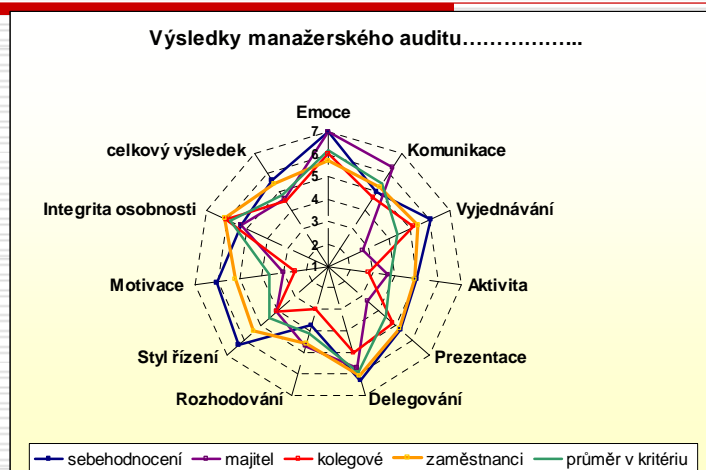 Výsledky manažerského auditu……………...
Emoce
Komunikace
Vyjednávání
Aktivita
Prezentace
Delegování
Rozhodování
Styl řízení
Motivace
Integrita osobnosti
celkový výsledek
7
6
5
4
3
2
1
sebehodnocení majitel kolegové zaměstnanci průměr v kritériu